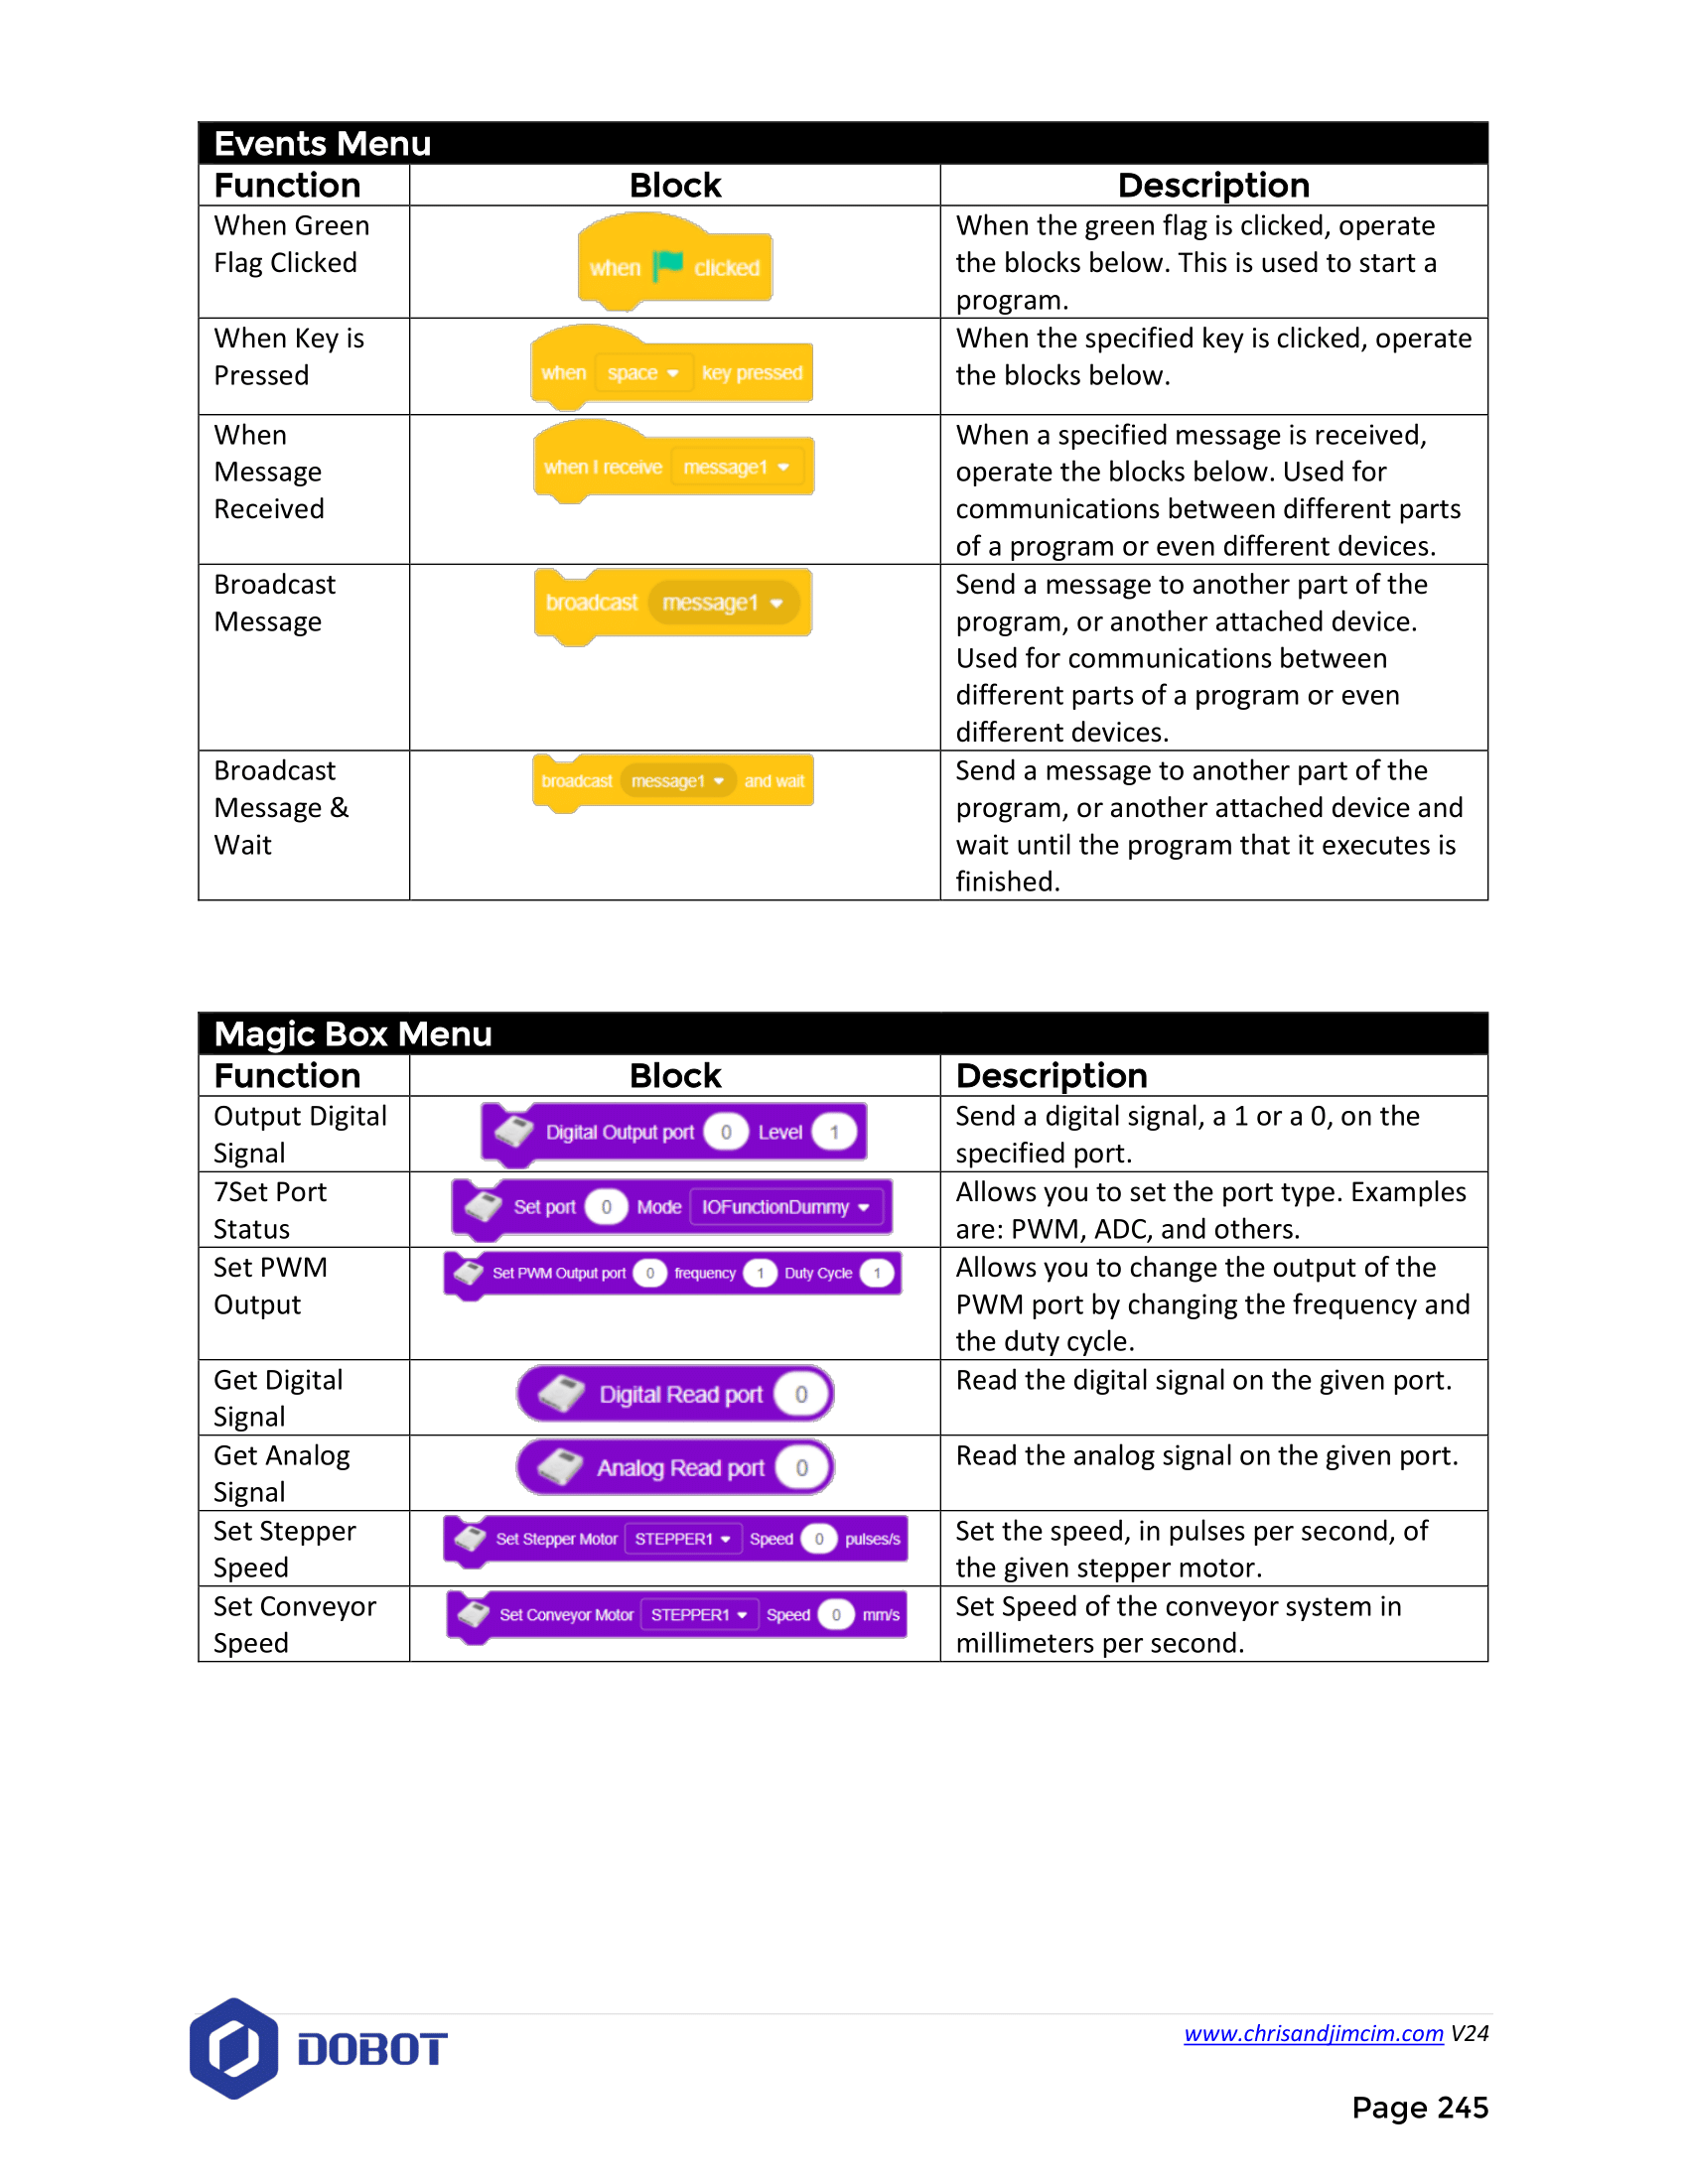 Events Menu
Function Block Description
When Green
Flag Clicked
when clicked
When the green flag is clicked, operate
the blocks below. This is used to start a
program.
When Key is
Pressed
when space key pressed
When the specified key is clicked, operate
the blocks below.
When
Message
Received
when I receive message1
When a specified message is received,
operate the blocks below. Used for
communications between different parts
of a program or even different devices.
Broadcast
Message
broadcast message1
Send a message to another part of the
program, or another attached device.
Used for communications between
different parts of a program or even
different devices.
Broadcast
Message &
Wait
broadcast message1 and wait
Send a message to another part of the
program, or another attached device and
wait until the program that it executes is
finished.
Magic Box Menu
Function Block Description
Output Digital
Signal
Digital Output port 0 Level 1
Send a digital signal, a 1 or a 0, on the
specified port.
7Set Port
Status
Set port 0 Mode IOFunctionDummy
Allows you to set the port type. Examples
are: PWM, ADC, and others.
Set PWM
Output
Set PWM Output port 0 frequency 1 Duty Cycle 1
Allows you to change the output of the
PWM port by changing the frequency and
the duty cycle.
Get Digital
Signal
Digital Read port 0
Read the digital signal on the given port.
Get Analog
Signal
Analog Read port 0
Read the analog signal on the given port.
Set Stepper
Speed
Set Stepper Motor STEPPER1 Speed 0 pulses/s
Set the speed, in pulses per second, of
the given stepper motor.
Set Conveyor
Speed
Set Conveyor Motor STEPPER1 Speed 0 mm/s
Set Speed of the conveyor system in
millimeters per second.
DOBOT
www.chrisandjimcim.com V24
Page 245